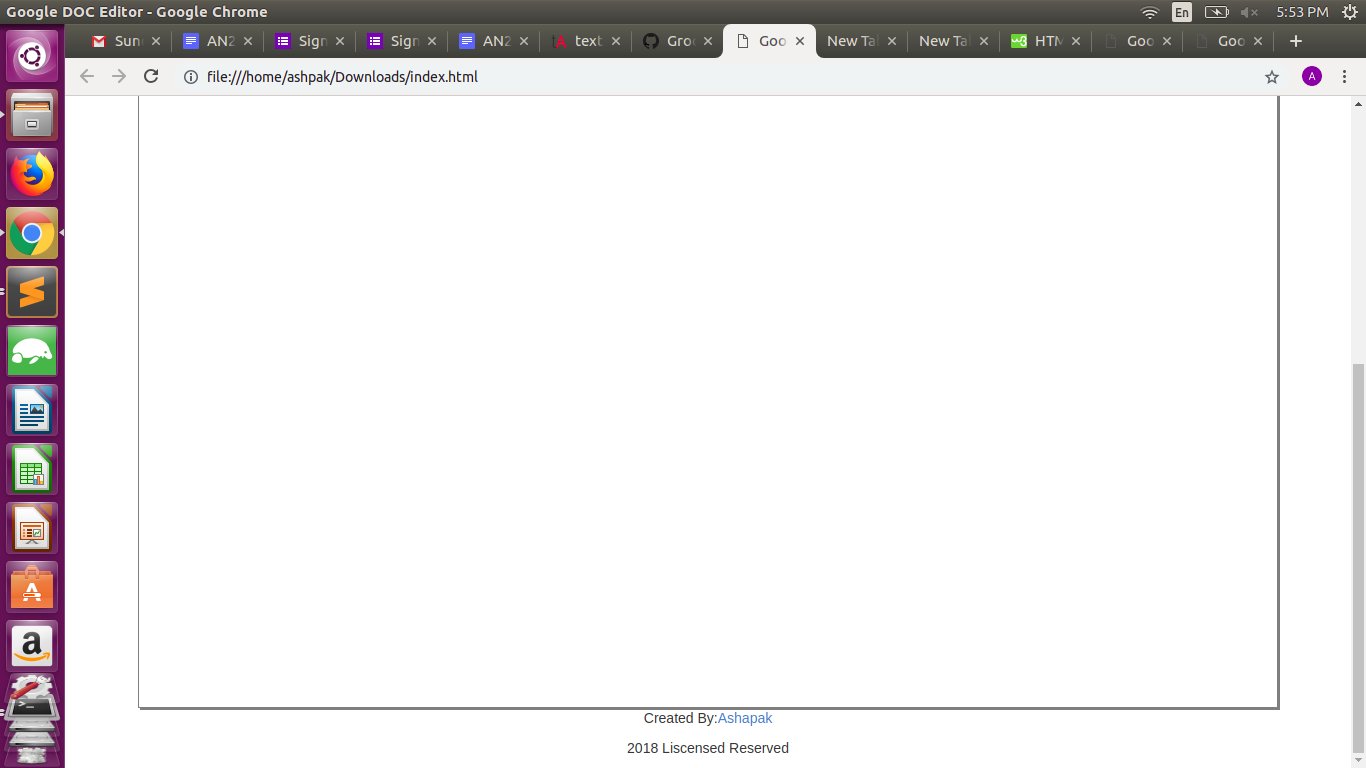 Google DOC Editor - Google Chrome
En
5:53 PM
Sun
AN2
Sign
Sign
AN2
text
Gro
Goo
New Ta
New Ta
HTM
Goo
Goo
file:///home/ashpak/Downloads/index.html
A
Created By:Ashapak
2018 Liscensed Reserved